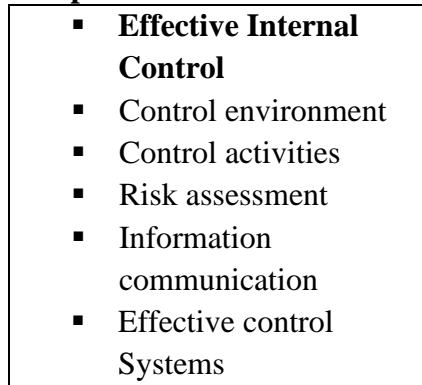 ▪ Effective Internal
Control
▪ Control environment
▪ Control activities
▪ Risk assessment
▪ Information
communication
▪ Effective control
Systems